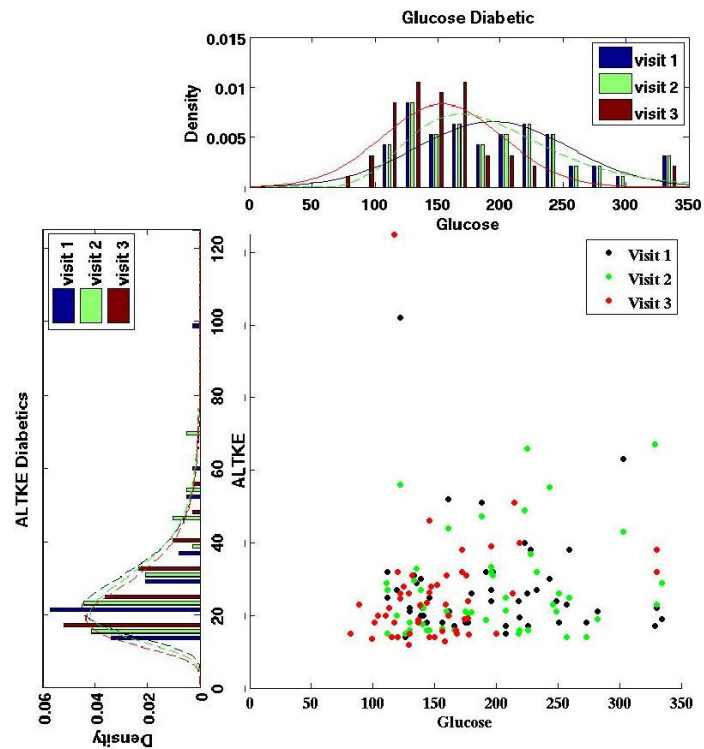 Glucose Diabetic
0.015
0.01
0.005
0
Density
visit 1
visit 2
visit 3
0 50 100 150 200 250 300 350
Glucose
visit 1
visit 2
visit 3
ALTKE Diabetics
0 20 40 60 80 100 120
0.06 0.04 0.02 0
Density
ALTKE
Visit 1
Visit 2
Visit 3
0 50 100 150 200 250 300 350
Glucose